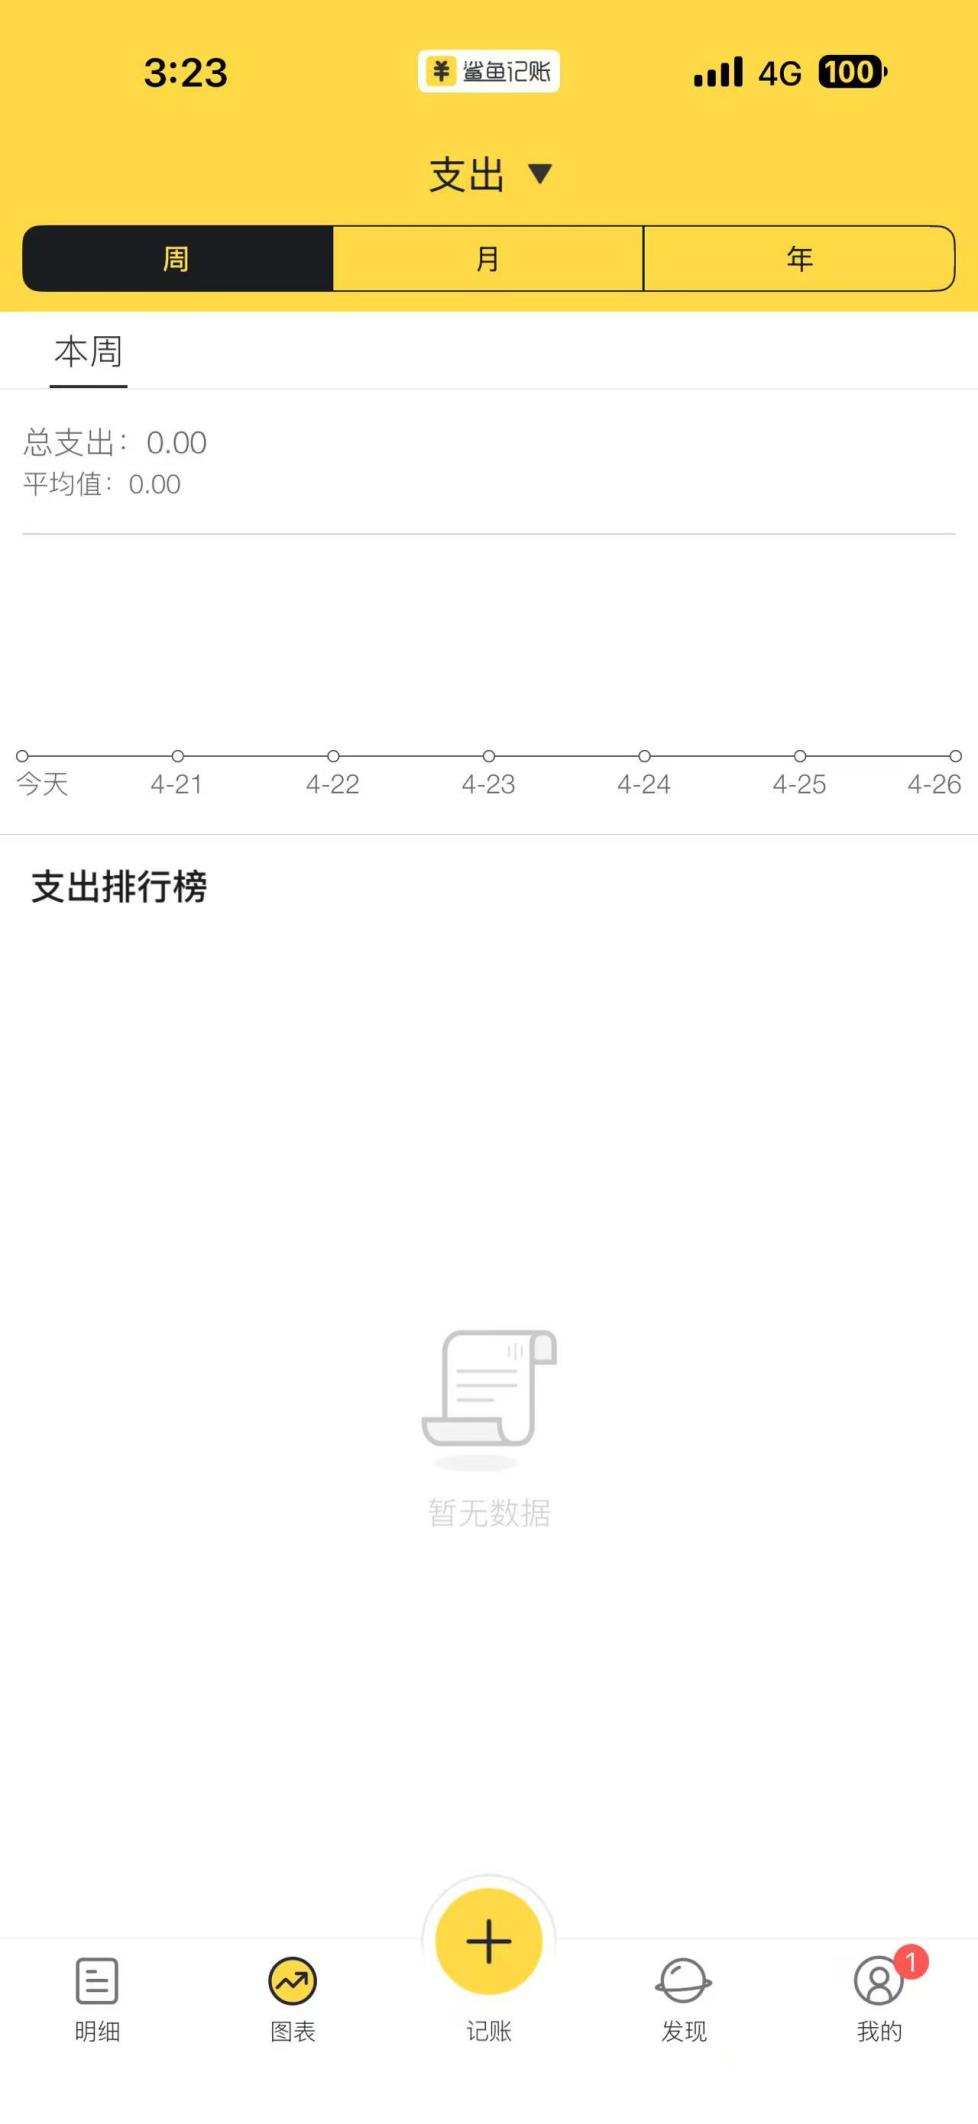 3:23 鲨鱼记账 4G 100
支出 ▼
周 月 年
本周
总支出：0.00
平均值：0.00
今天 4-21 4-22 4-23 4-24 4-25 4-26
支出排行榜
暂无数据
1
明细 图表 记账 发现 我的